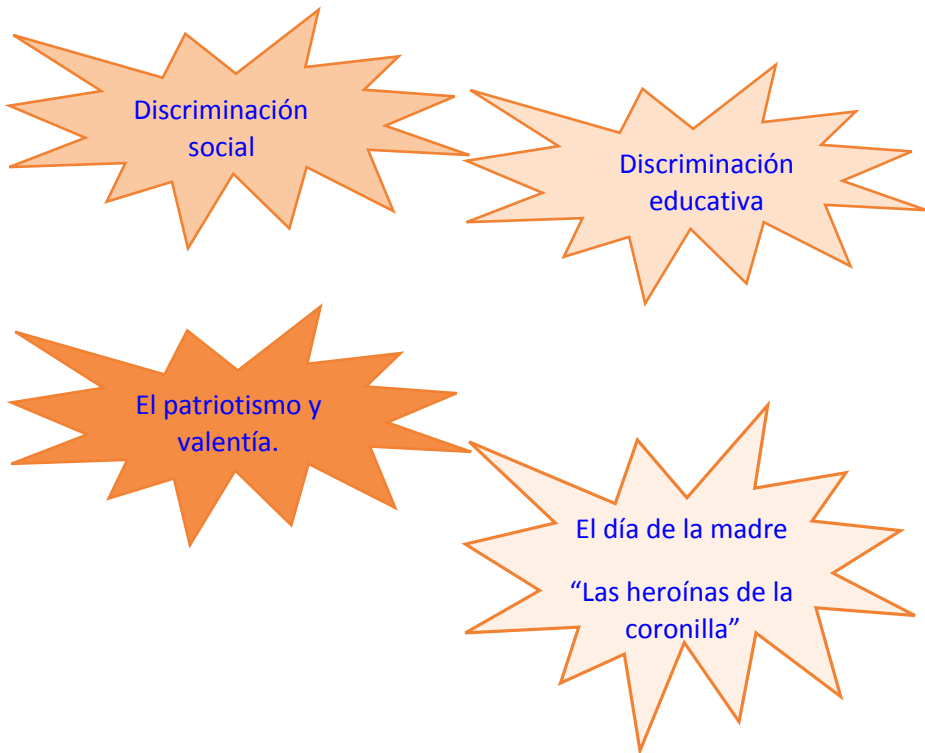 Discriminación
social
Discriminación
educativa
El patriotismo y
valentía.
El día de la madre
“Las heroínas de la
coronilla”